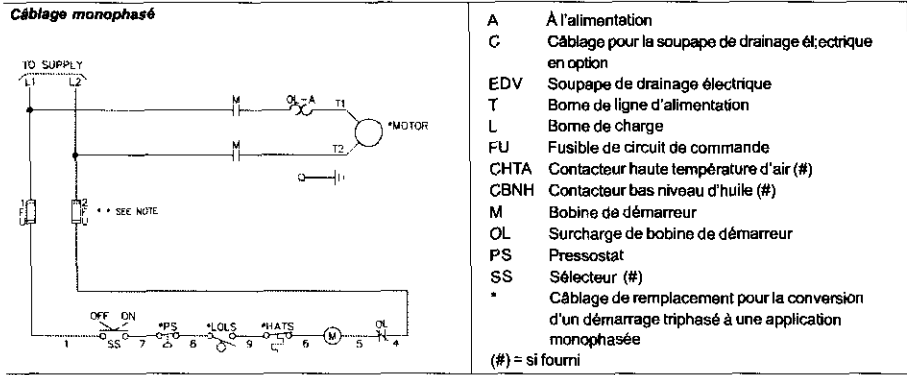 Câblage monophasé
TO SUPPLY
L1 L2
M OL-A T1
*MOTOR
M T2
1 FU 2 FU * * SEE NOTE
OFF ON *PS *LOLS *HATS OL
1 SS 7 8 9 6 M 5 4
A À l'alimentation
C Câblage pour la soupape de drainage él;ectrique
en option
EDV Soupape de drainage électrique
T Borne de ligne d'alimentation
L Borne de charge
FU Fusible de circuit de commande
CHTA Contacteur haute température d'air (#)
CBNH Contacteur bas niveau d'huile (#)
M Bobine de démarreur
OL Surcharge de bobine de démarreur
PS Pressostat
SS Sélecteur (#)
* Câblage de remplacement pour la conversion
d'un démarrage triphasé à une application
monophasée
(#) = si fourni